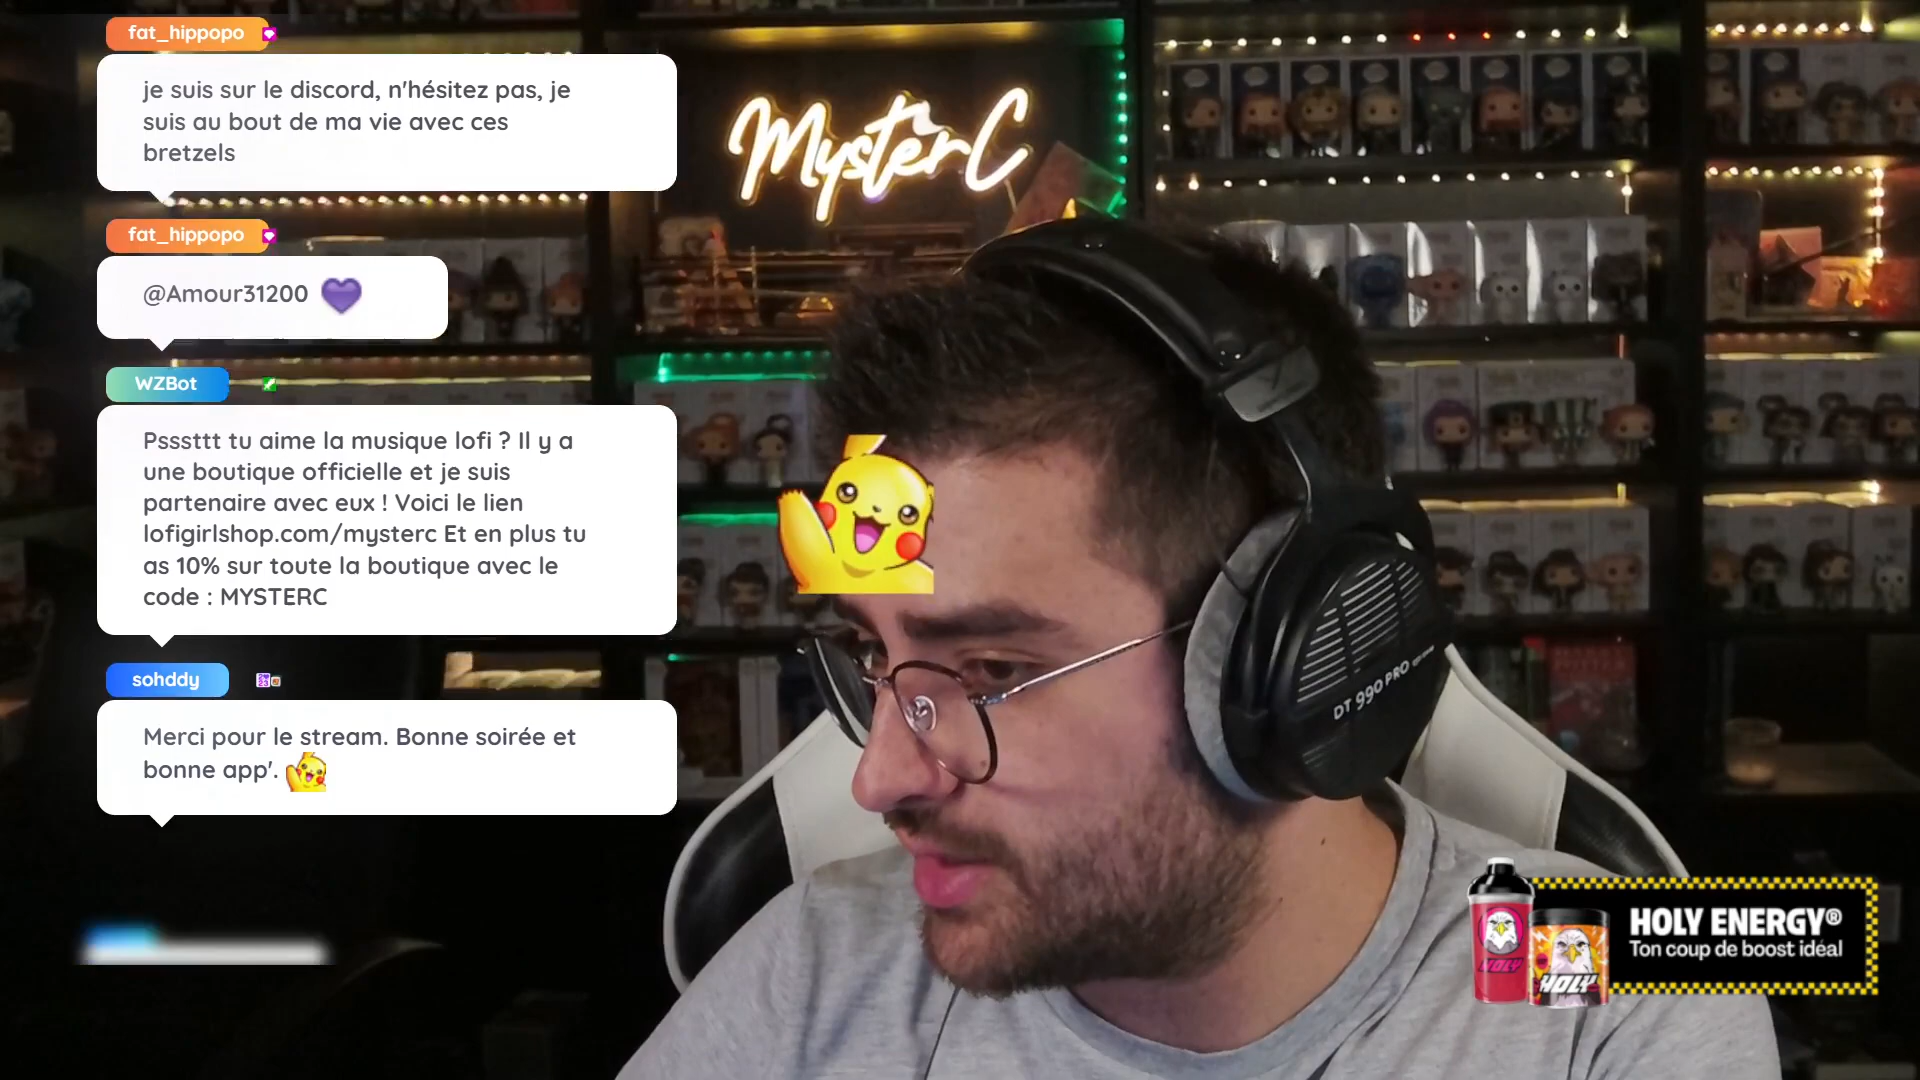 fat_hippopo
je suis sur le discord, n'hésitez pas, je
suis au bout de ma vie avec ces
bretzels
fat_hippopo
@Amour31200
WZBot
Psssttt tu aime la musique lofi ? Il y a
une boutique officielle et je suis
partenaire avec eux ! Voici le lien
lofigirlshop.com/mysterc Et en plus tu
as 10% sur toute la boutique avec le
code : MYSTERC
sohddy
Merci pour le stream. Bonne soirée et
bonne app'.
MysterC
DT 990 PRO
HOLY ENERGY®
Ton coup de boost idéal
HOLY
HOLY